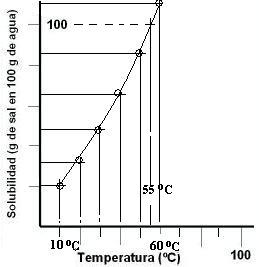 Solubilidad (g de sal en 100 g de agua)
100
55 ºC
10 ºC
60 ºC
100
Temperatura (ºC)